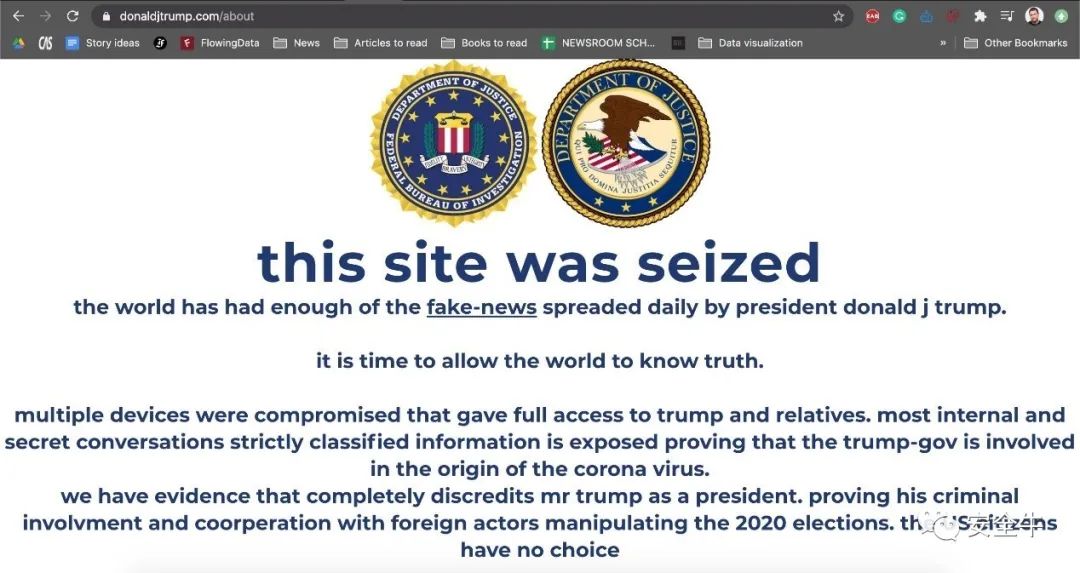 donaldjtrump.com/about
Story ideas FlowingData News Articles to read Books to read NEWSROOM SCH... Data visualization » Other Bookmarks
DEPARTMENT OF JUSTICE
FEDERAL BUREAU OF INVESTIGATION
FIDELITY BRAVERY INTEGRITY
DEPARTMENT OF JUSTICE
QUI PRO DOMINA JUSTITIA SEQUITUR
this site was seized
the world has had enough of the fake-news spreaded daily by president donald j trump.
it is time to allow the world to know truth.
multiple devices were compromised that gave full access to trump and relatives. most internal and
secret conversations strictly classified information is exposed proving that the trump-gov is involved
in the origin of the corona virus.
we have evidence that completely discredits mr trump as a president. proving his criminal
involvment and coorperation with foreign actors manipulating the 2020 elections. the US citizens
have no choice
安全牛